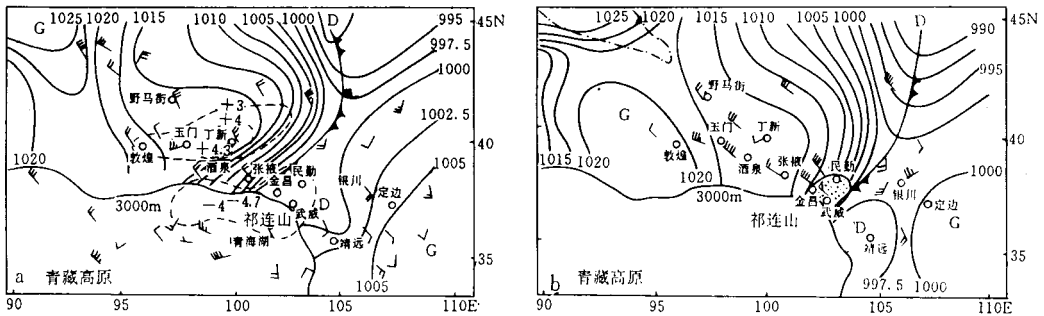 a
1025
1020
1015
1010
1005
1000
D
995
45N
G
997.5
1000
野马街
+3
+4
1002.5
玉门
丁新
+4.3
40
敦煌
1005
1020
酒泉
张掖
民勤
金昌
银川
定边
3000m
-4
-4.7
武威
D
祁连山
青海湖
靖远
G
35
青藏高原
1005
90
95
100
105
110E
b
1025
1020
1015
1010
1005
1000
D
45N
990
995
野马街
G
玉门
丁新
40
敦煌
酒泉
张掖
民勤
1015
1020
1020
银川
1000
3000m
金昌
武威
定边
祁连山
D
G
靖远
35
青藏高原
997.5
90
95
100
105
110E